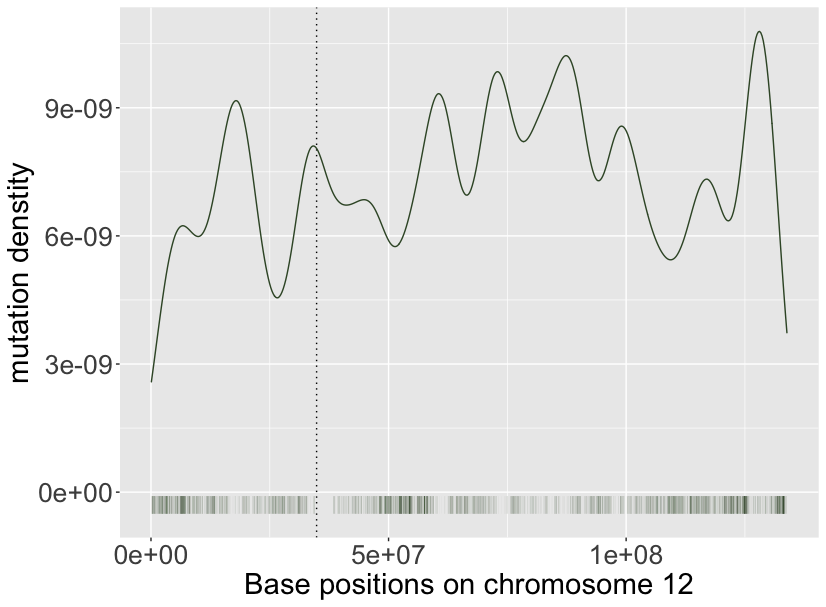 mutation denstity
9e-09
6e-09
3e-09
0e+00
0e+00 5e+07 1e+08
Base positions on chromosome 12